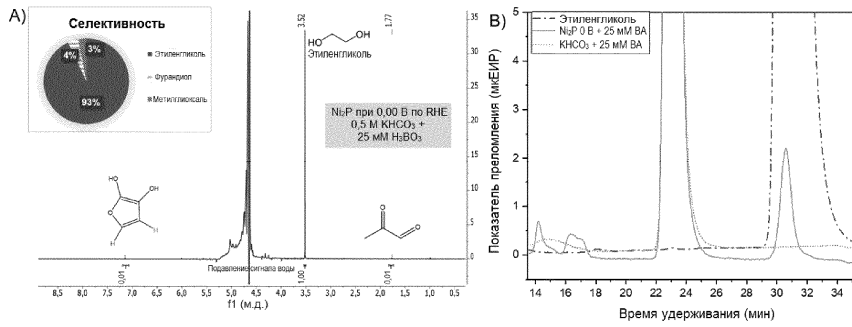 А)
Селективность
4%
3%
93%
Этиленгликоль
Фурандиол
Метилглиоксаль
3.52
1.77
HO
OH
Этиленгликоль
Ni₂P при 0,00 В по RHE
0,5 M KHCO₃ +
25 мМ H₃BO₃
HO
OH
O
H
H
O
O
0,01
Подавление сигнала воды
1,00
0,01
35
30
25
20
15
10
5
0
8,5 8,0 7,5 7,0 6,5 6,0 5,5 5,0 4,5 4,0 3,5 3,0 2,5 2,0 1,5 1,0 0,5
f1 (м.д.)
В)
Этиленгликоль
Ni₂P 0 В + 25 мМ BA
KHCO₃ + 25 мМ BA
Показатель преломления (мкЕИР)
5
4
3
2
1
0
14 16 18 20 22 24 26 28 30 32 34
Время удерживания (мин)